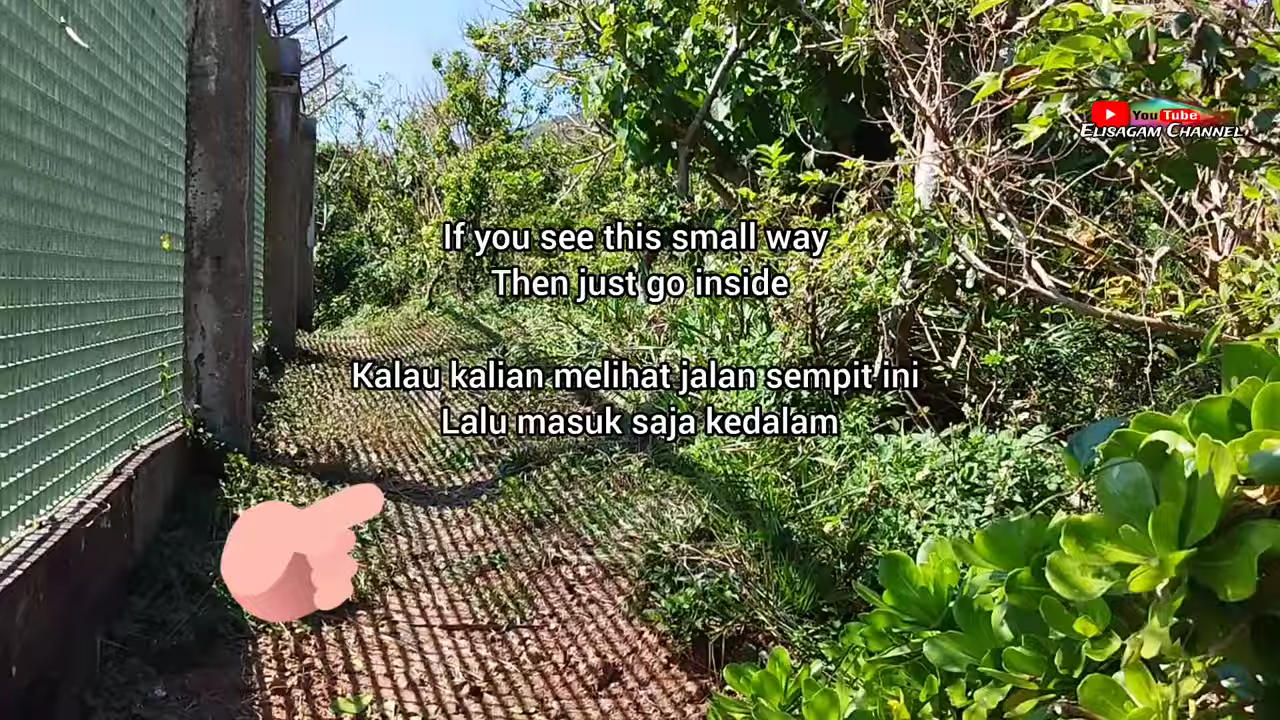 YouTube
ELISAGAM CHANNEL
If you see this small way
Then just go inside
Kalau kalian melihat jalan sempit ini
Lalu masuk saja kedalam